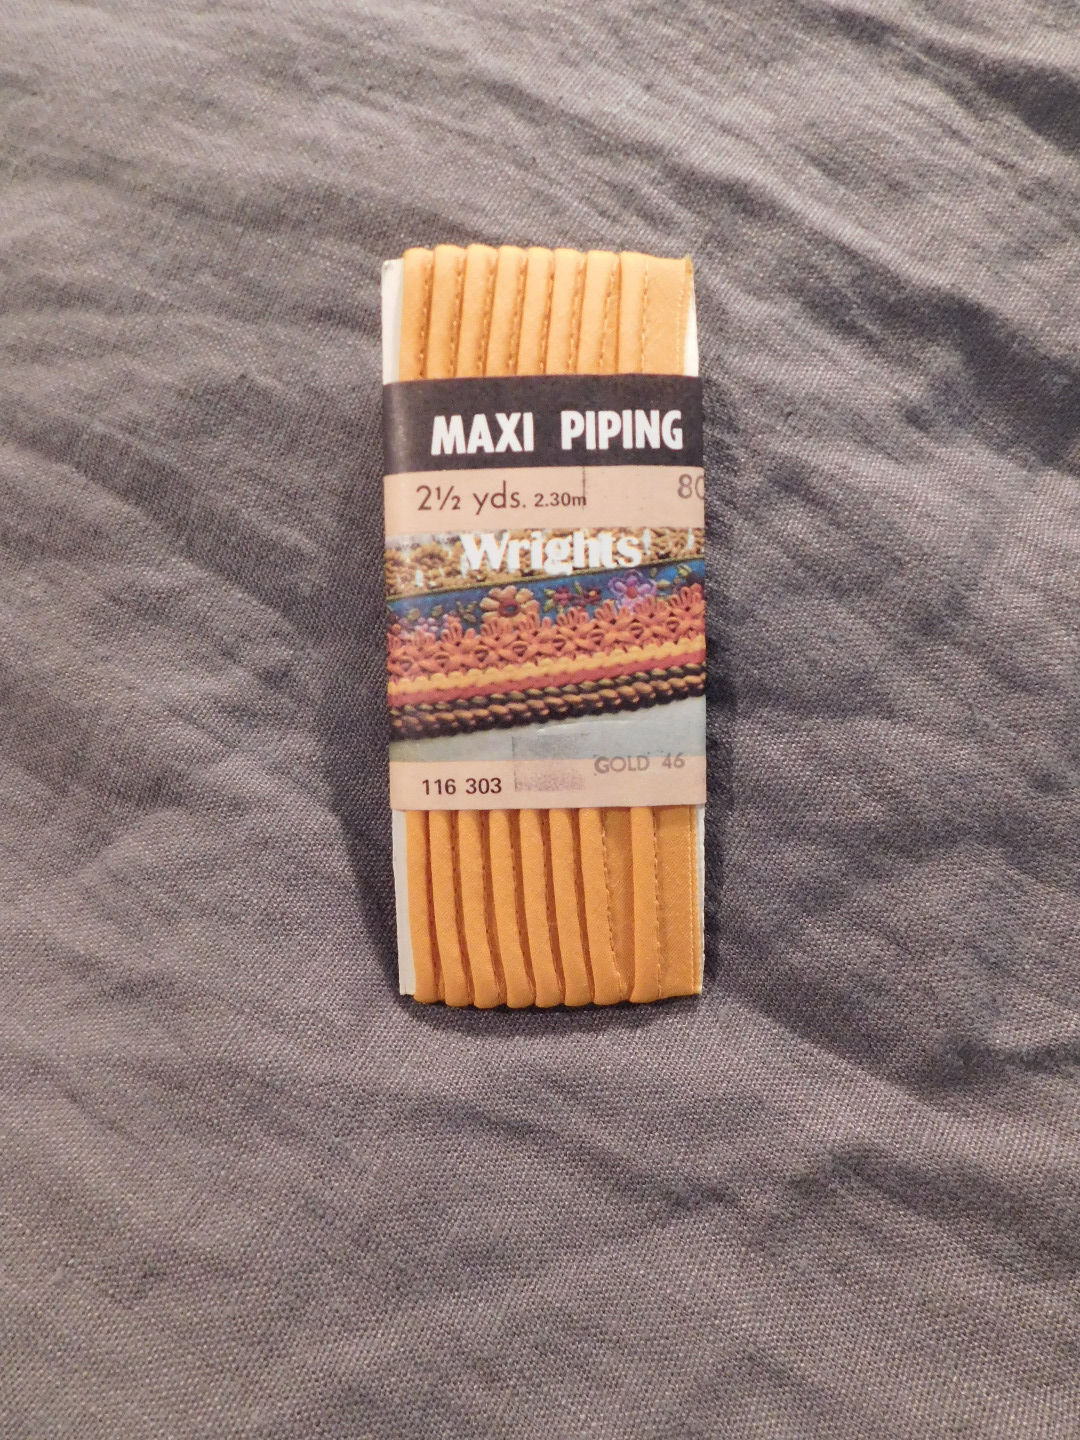 MAXI PIPING
2½ yds. 2.30m 80
Wrights
GOLD 46
116 303